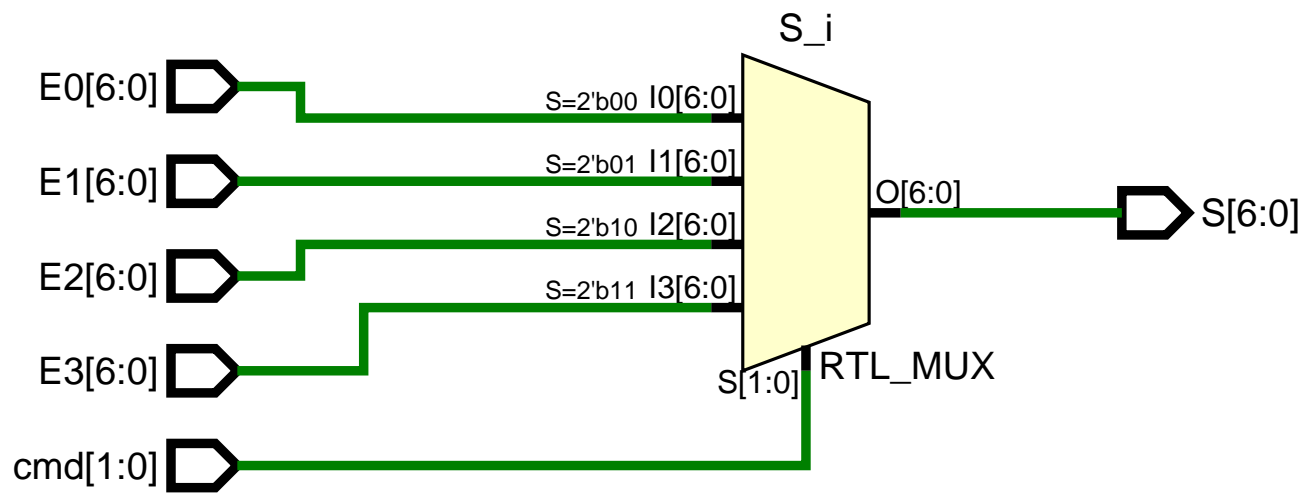 S_i
E0[6:0]
S=2'b00 I0[6:0]
E1[6:0]
S=2'b01 I1[6:0]
O[6:0]
S[6:0]
E2[6:0]
S=2'b10 I2[6:0]
S=2'b11 I3[6:0]
E3[6:0]
S[1:0]
RTL_MUX
cmd[1:0]